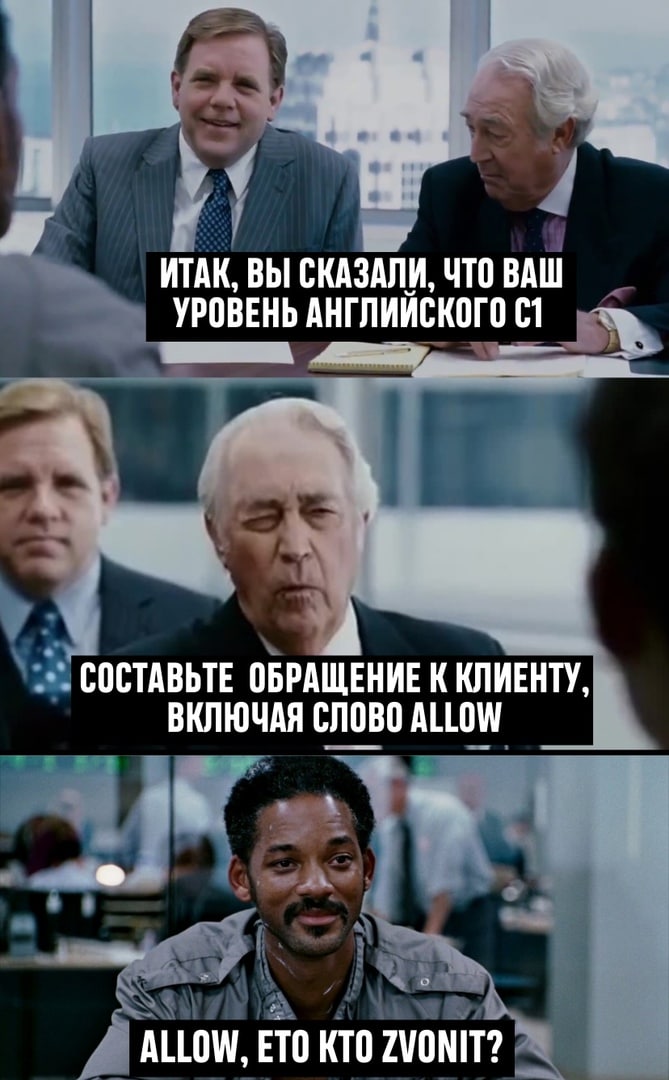 ИТАК, ВЫ СКАЗАЛИ, ЧТО ВАШ
УРОВЕНЬ АНГЛИЙСКОГО С1
СОСТАВЬТЕ ОБРАЩЕНИЕ К КЛИЕНТУ,
ВКЛЮЧАЯ СЛОВО ALLOW
ALLOW, ETO KTO ZVONIT?